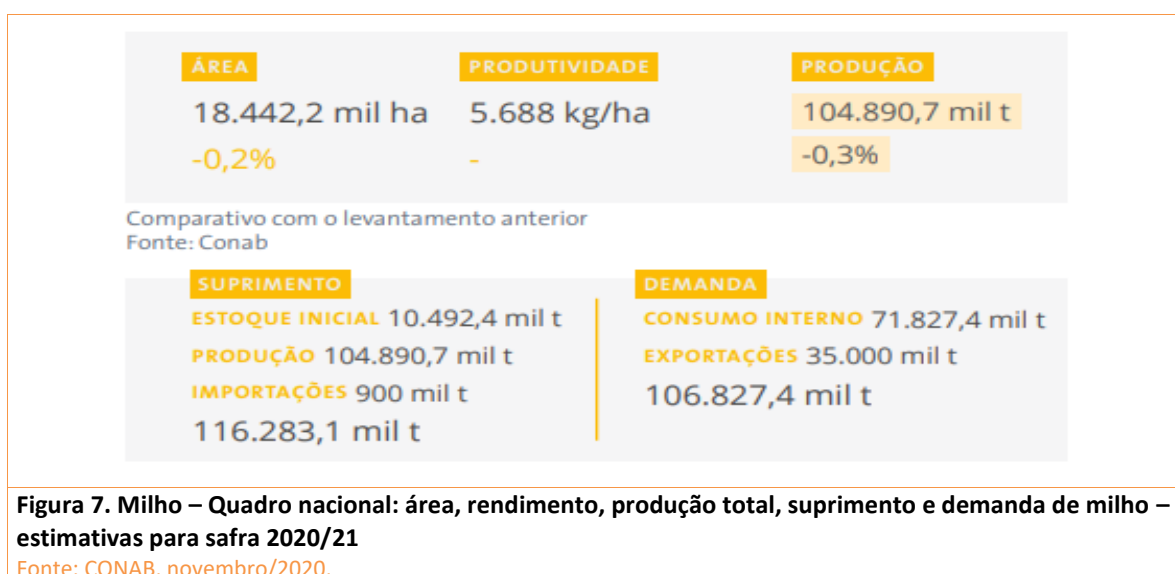 ÁREA
18.442,2 mil ha
-0,2%
PRODUTIVIDADE
5.688 kg/ha
-
PRODUÇÃO
104.890,7 mil t
-0,3%
Comparativo com o levantamento anterior
Fonte: Conab
SUPRIMENTO
ESTOQUE INICIAL 10.492,4 mil t
PRODUÇÃO 104.890,7 mil t
IMPORTAÇÕES 900 mil t
116.283,1 mil t
DEMANDA
CONSUMO INTERNO 71.827,4 mil t
EXPORTAÇÕES 35.000 mil t
106.827,4 mil t
Figura 7. Milho – Quadro nacional: área, rendimento, produção total, suprimento e demanda de milho –
estimativas para safra 2020/21
Fonte: CONAB, novembro/2020.